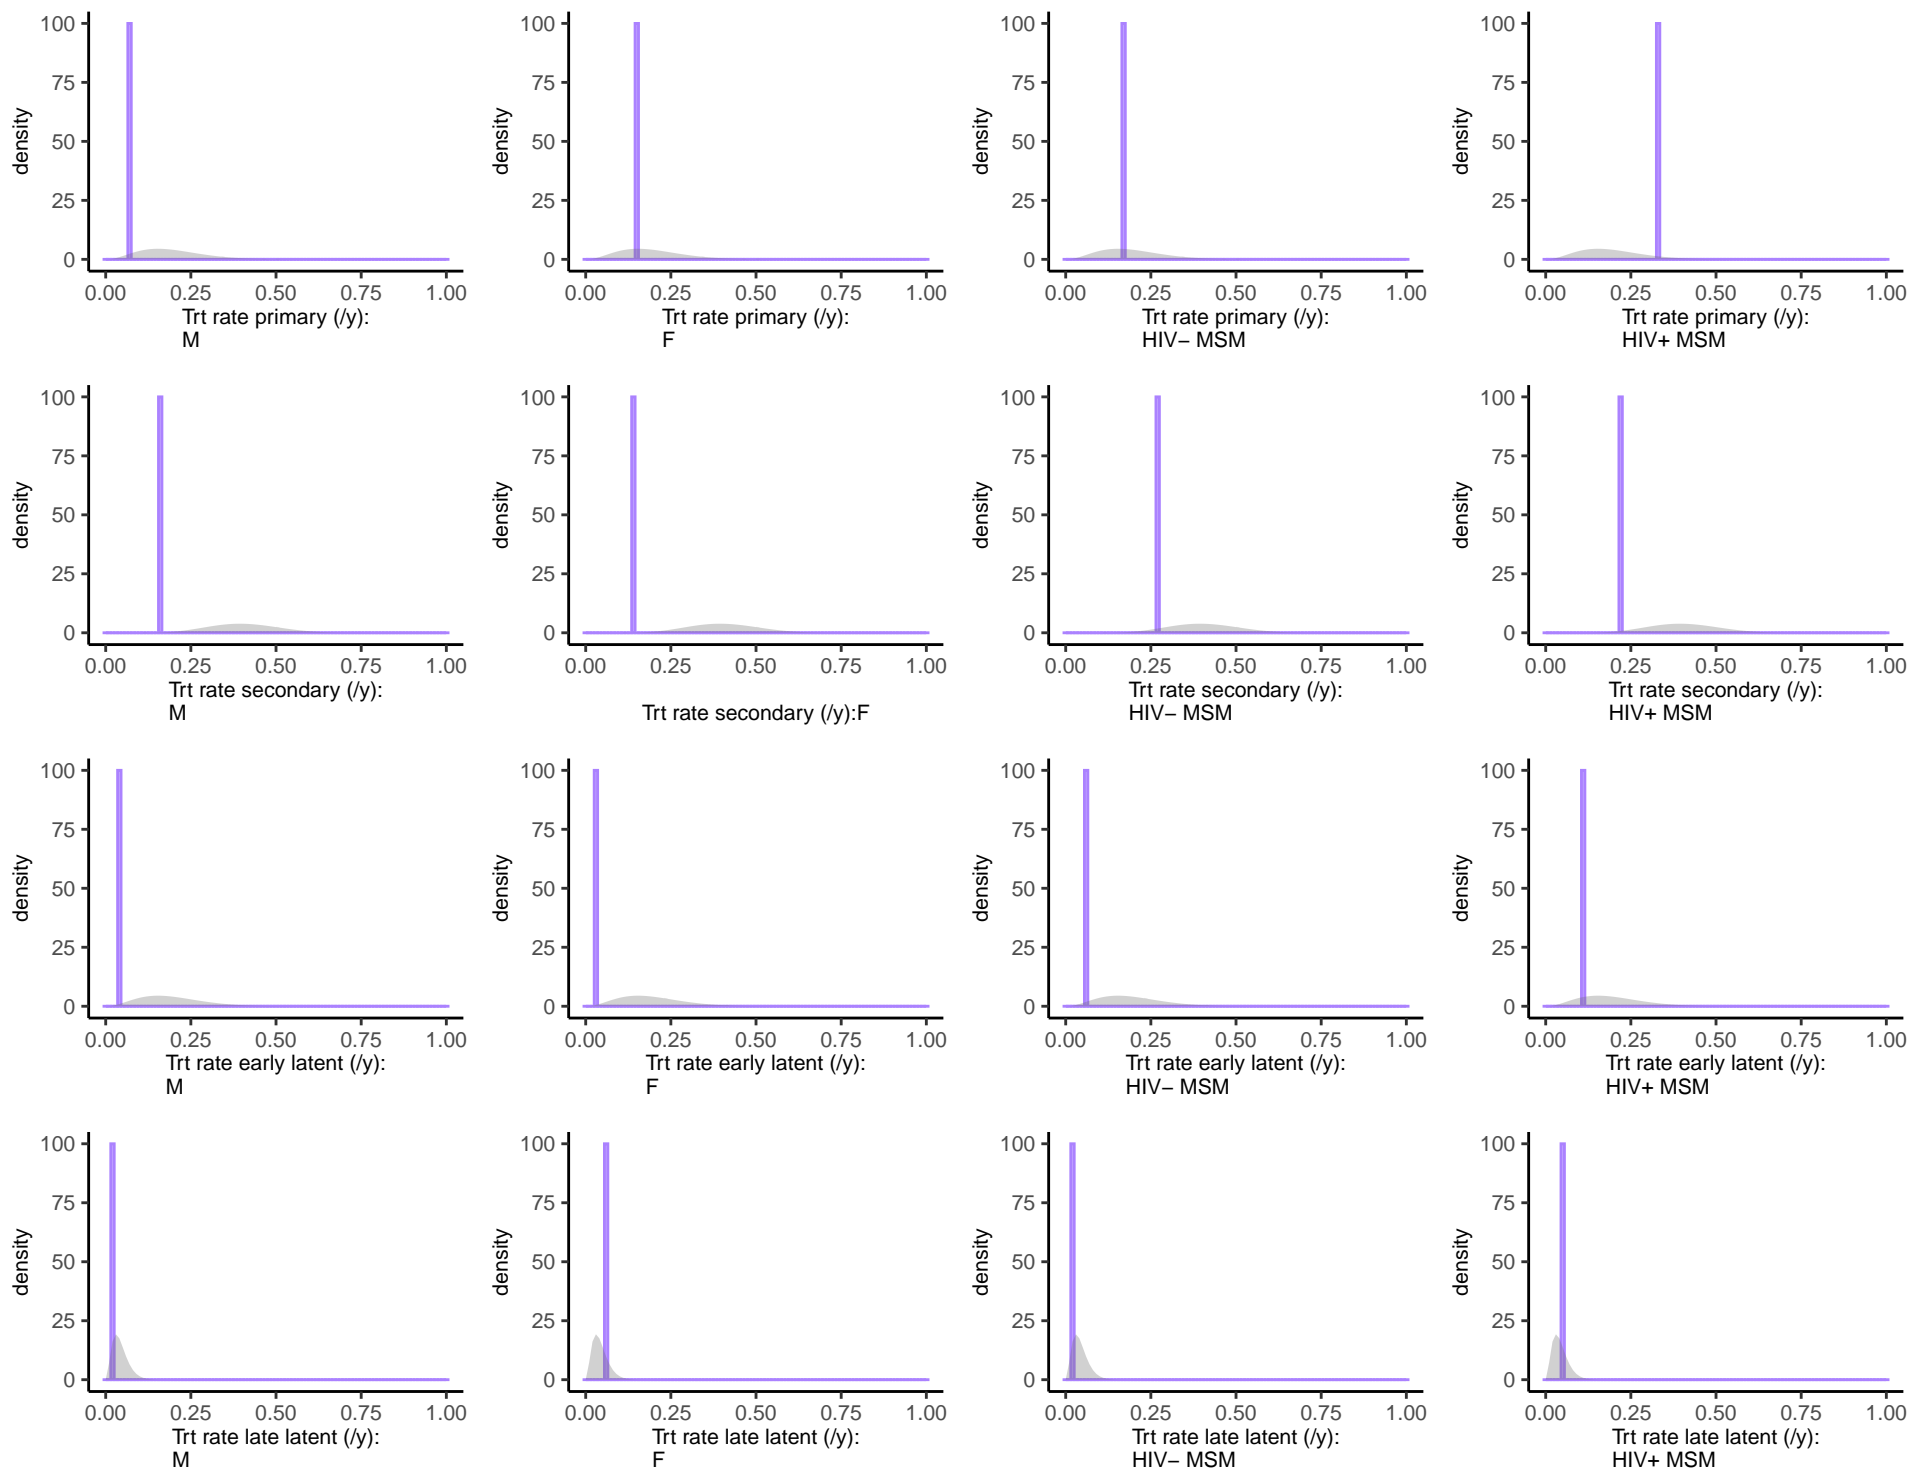 100
100
100
100
75
75
75
75
density
density
density
density
50
50
50
50
25
25
25
25
0
0
0
0
0.00 0.25 0.50 0.75 1.00
0.00 0.25 0.50 0.75 1.00
0.00 0.25 0.50 0.75 1.00
0.00 0.25 0.50 0.75 1.00
Trt rate primary (/y):
M
Trt rate primary (/y):
F
Trt rate primary (/y):
HIV− MSM
Trt rate primary (/y):
HIV+ MSM
100
100
100
100
75
75
75
75
density
density
density
density
50
50
50
50
25
25
25
25
0
0
0
0
0.00 0.25 0.50 0.75 1.00
0.00 0.25 0.50 0.75 1.00
0.00 0.25 0.50 0.75 1.00
0.00 0.25 0.50 0.75 1.00
Trt rate secondary (/y):
M
Trt rate secondary (/y):F
Trt rate secondary (/y):
HIV− MSM
Trt rate secondary (/y):
HIV+ MSM
100
100
100
100
75
75
75
75
density
density
density
density
50
50
50
50
25
25
25
25
0
0
0
0
0.00 0.25 0.50 0.75 1.00
0.00 0.25 0.50 0.75 1.00
0.00 0.25 0.50 0.75 1.00
0.00 0.25 0.50 0.75 1.00
Trt rate early latent (/y):
M
Trt rate early latent (/y):
F
Trt rate early latent (/y):
HIV− MSM
Trt rate early latent (/y):
HIV+ MSM
100
100
100
100
75
75
75
75
density
density
density
density
50
50
50
50
25
25
25
25
0
0
0
0
0.00 0.25 0.50 0.75 1.00
0.00 0.25 0.50 0.75 1.00
0.00 0.25 0.50 0.75 1.00
0.00 0.25 0.50 0.75 1.00
Trt rate late latent (/y):
M
Trt rate late latent (/y):
F
Trt rate late latent (/y):
HIV− MSM
Trt rate late latent (/y):
HIV+ MSM